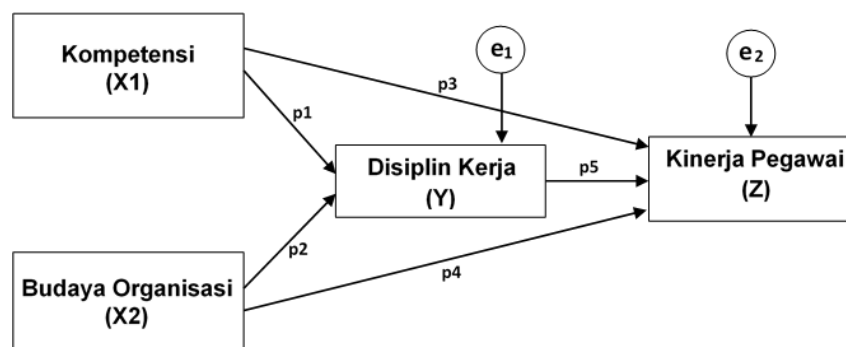 Kompetensi
(X1)
e1
e2
p3
p1
Disiplin Kerja
(Y)
p5
Kinerja Pegawai
(Z)
p2
p4
Budaya Organisasi
(X2)